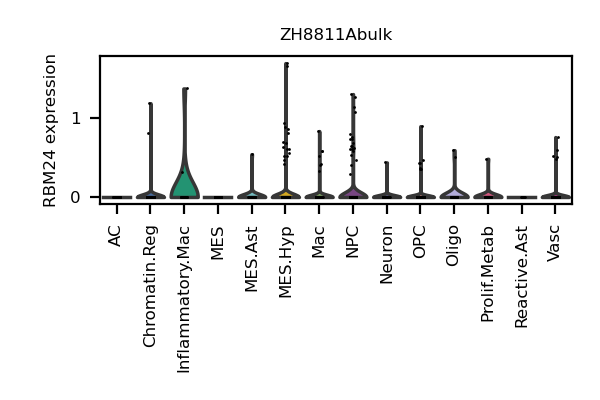 ZH8811Abulk
RBM24 expression
1
0
AC
Chromatin.Reg
Inflammatory.Mac
MES
MES.Ast
MES.Hyp
Mac
NPC
Neuron
OPC
Oligo
Prolif.Metab
Reactive.Ast
Vasc